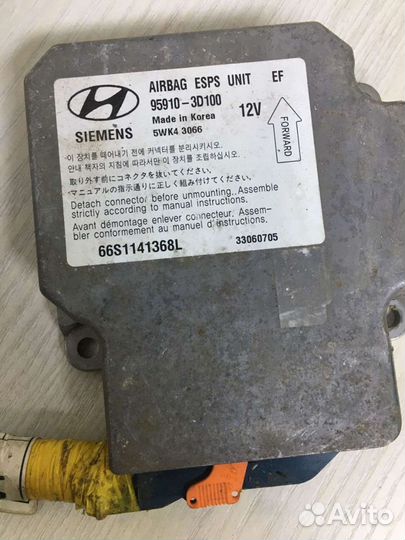 AIRBAG ESPS UNIT EF
95910-3D100 12V
Made in Korea
SIEMENS 5WK4 3066
FORWARD
이 장치를 떼어내기 전에 커넥터를 분리시키시오.
안내 책자의 지침에 따라서만 이 장치를 조립하십시오.
取り外す前にコネクタを抜いてください。
マニュアルの指示通りに正しく組み付けてください。
Detach connector before unmounting. Assemble
strictly according to manual instructions.
Avant démontage enlever connecteur. Assem-
bler conformement au manuel d'instructions.
66S1141368L 33060705
Avito